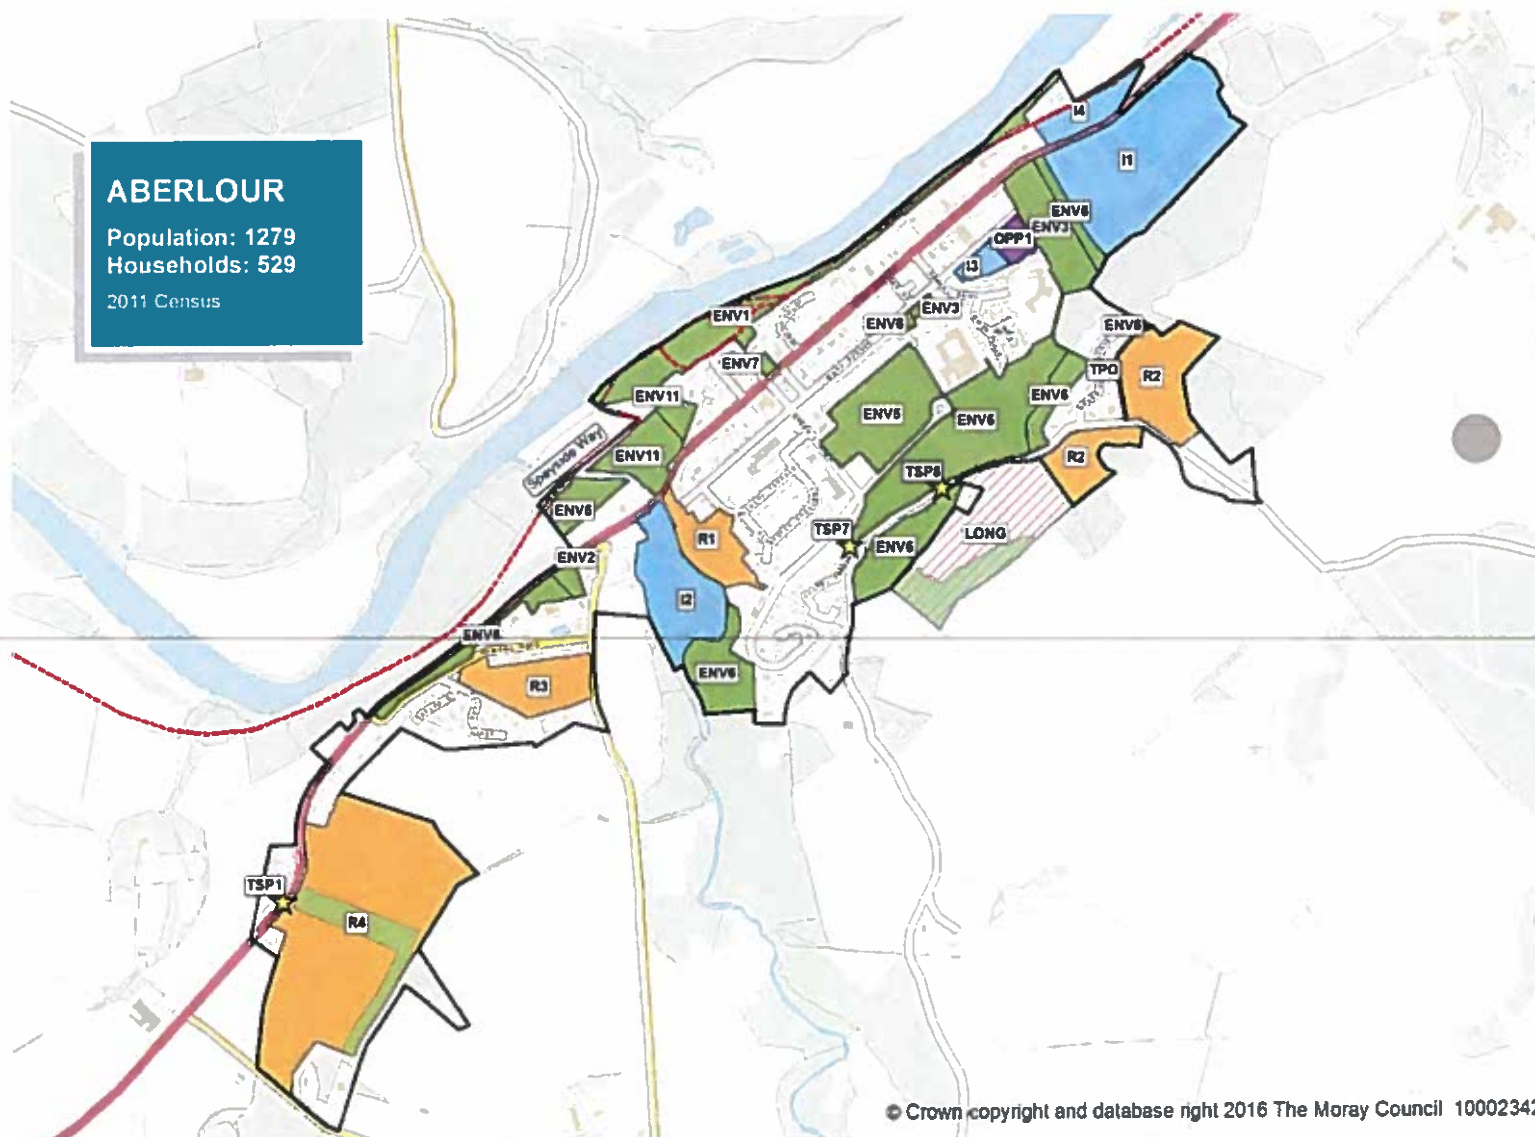 ABERLOUR
Population: 1279
Households: 529
2011 Census
I4
I1
ENV6
ENV3
OPP1
I3
ENV3
ENV6
ENV1
ENV7
ENV6
TPO
R2
ENV11
ENV6
ENV5
ENV6
R2
ENV11
Speyside Way
TSP8
ENV6
R1
TSP7
LONG
ENV6
ENV2
I2
ENV6
ENV6
R3
TSP1
R4
© Crown copyright and database right 2016 The Moray Council 10002342